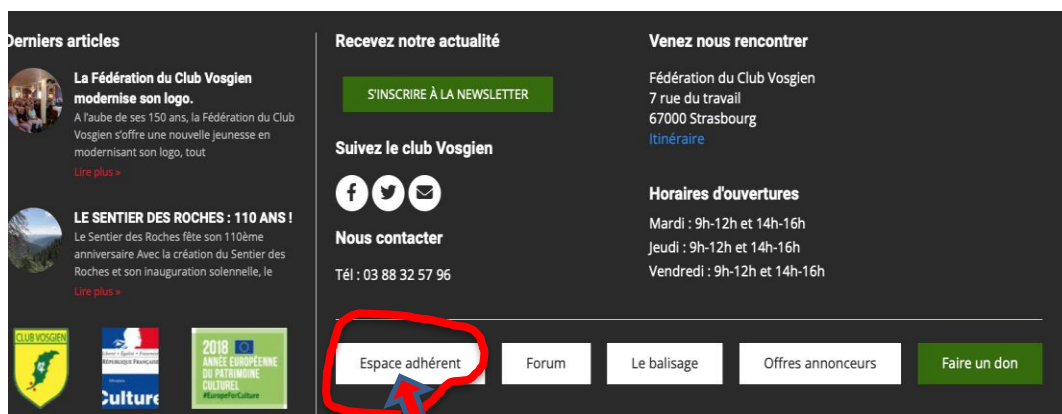 Derniers articles
La Fédération du Club Vosgien
modernise son logo.
A l'aube de ses 150 ans, la Fédération du Club
Vosgien s'offre une nouvelle jeunesse en
modernisant son logo, tout
Lire plus »
LE SENTIER DES ROCHES : 110 ANS !
Le Sentier des Roches fête son 110ème
anniversaire Avec la création du Sentier des
Roches et son inauguration solennelle, le
Lire plus »
CLUB VOSGIEN
Liberté • Égalité • Fraternité
RÉPUBLIQUE FRANÇAISE
Culture
2018
ANNÉE EUROPÉENNE
DU PATRIMOINE
CULTUREL
#EuropeForCulture
Recevez notre actualité
S'INSCRIRE À LA NEWSLETTER
Suivez le club Vosgien
Nous contacter
Tél : 03 88 32 57 96
Venez nous rencontrer
Fédération du Club Vosgien
7 rue du travail
67000 Strasbourg
Itinéraire
Horaires d'ouvertures
Mardi : 9h-12h et 14h-16h
Jeudi : 9h-12h et 14h-16h
Vendredi : 9h-12h et 14h-16h
Espace adhérent
Forum
Le balisage
Offres annonceurs
Faire un don